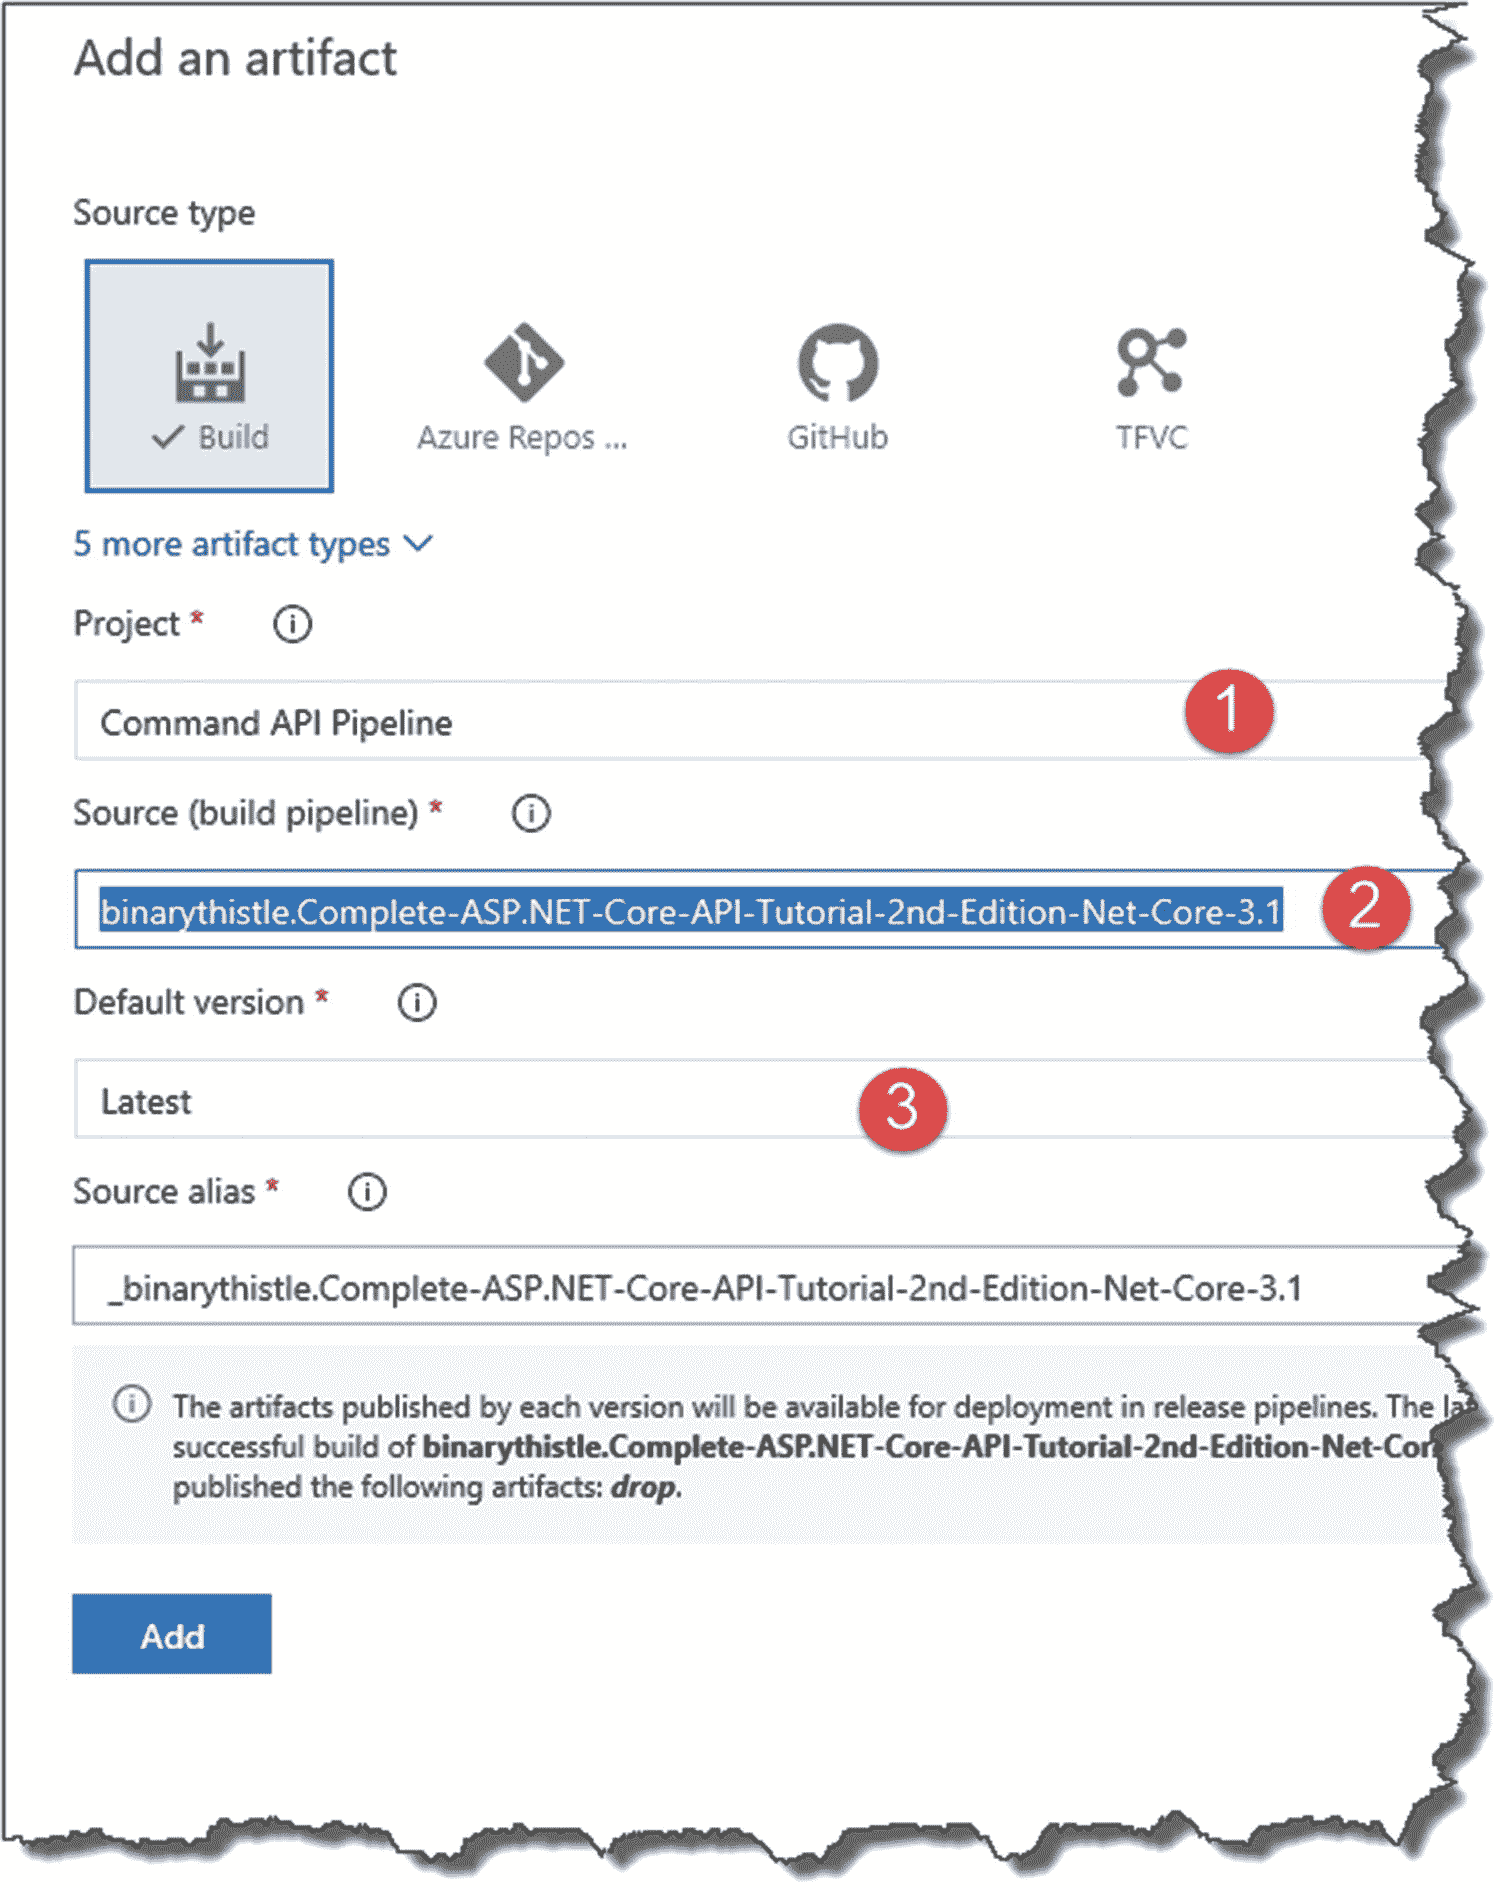 Add an artifact
Source type
Build
Azure Repos ...
GitHub
TFVC
5 more artifact types
Project *
Command API Pipeline
1
Source (build pipeline) *
binarythistle.Complete-ASP.NET-Core-API-Tutorial-2nd-Edition-Net-Core-3.1
2
Default version *
Latest
3
Source alias *
_binarythistle.Complete-ASP.NET-Core-API-Tutorial-2nd-Edition-Net-Core-3.1
The artifacts published by each version will be available for deployment in release pipelines. The
successful build of binarythistle.Complete-ASP.NET-Core-API-Tutorial-2nd-Edition-Net-Cor
published the following artifacts: drop.
Add